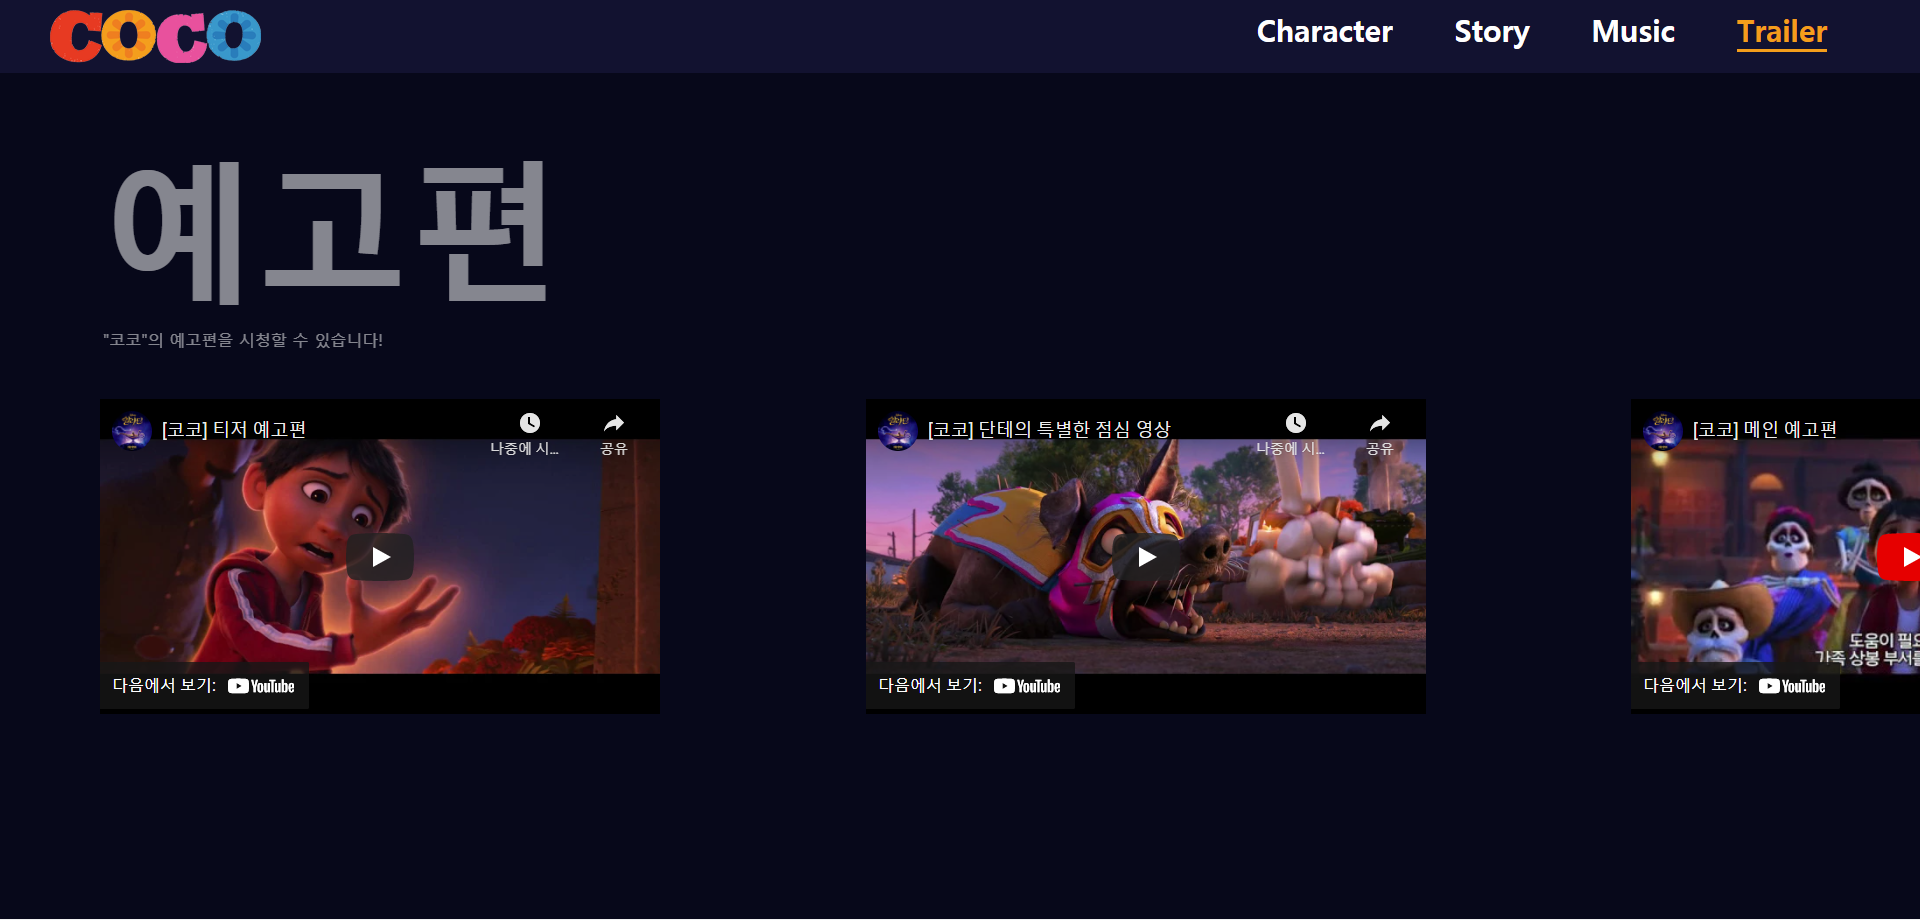 COCO
Character Story Music Trailer
예고편
"코코"의 예고편을 시청할 수 있습니다!
[코코] 티저 예고편
나중에 시...
공유
다음에서 보기: YouTube
[코코] 단테의 특별한 점심 영상
나중에 시...
공유
다음에서 보기: YouTube
[코코] 메인 예고편
도움이 필요
가족 상봉 부서를
다음에서 보기: YouTube